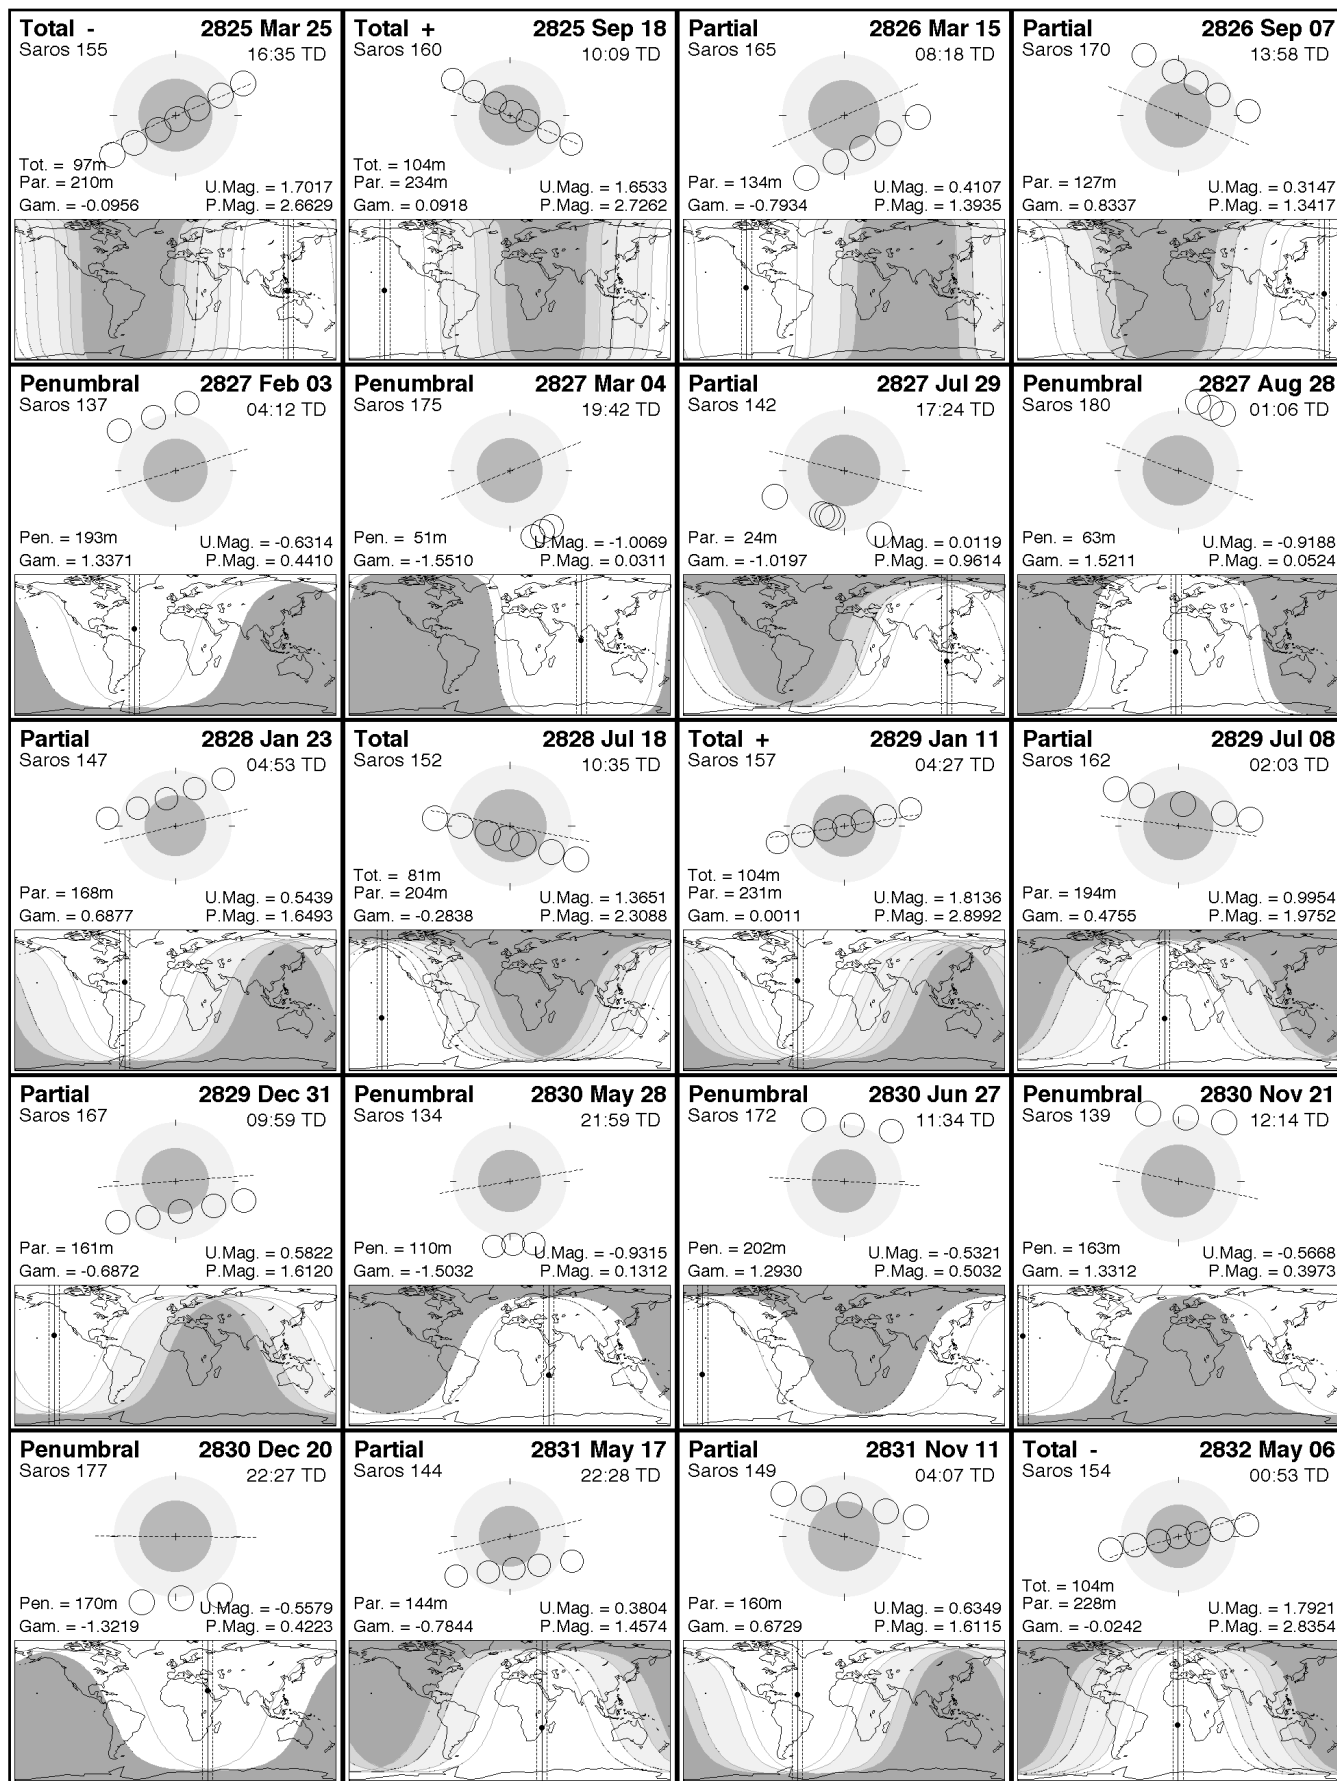 Total - 2825 Mar 25
Saros 155 16:35 TD
Tot. = 97m
Par. = 210m U.Mag. = 1.7017
Gam. = -0.0956 P.Mag. = 2.6629
Total + 2825 Sep 18
Saros 160 10:09 TD
Tot. = 104m
Par. = 234m U.Mag. = 1.6533
Gam. = 0.0918 P.Mag. = 2.7262
Partial 2826 Mar 15
Saros 165 08:18 TD
Par. = 134m U.Mag. = 0.4107
Gam. = -0.7934 P.Mag. = 1.3935
Partial 2826 Sep 07
Saros 170 13:58 TD
Par. = 127m U.Mag. = 0.3147
Gam. = 0.8337 P.Mag. = 1.3417
Penumbral 2827 Feb 03
Saros 137 04:12 TD
Pen. = 193m U.Mag. = -0.6314
Gam. = 1.3371 P.Mag. = 0.4410
Penumbral 2827 Mar 04
Saros 175 19:42 TD
Pen. = 51m U.Mag. = -1.0069
Gam. = -1.5510 P.Mag. = 0.0311
Partial 2827 Jul 29
Saros 142 17:24 TD
Par. = 24m U.Mag. = 0.0119
Gam. = -1.0197 P.Mag. = 0.9614
Penumbral 2827 Aug 28
Saros 180 01:06 TD
Pen. = 63m U.Mag. = -0.9188
Gam. = 1.5211 P.Mag. = 0.0524
Partial 2828 Jan 23
Saros 147 04:53 TD
Par. = 168m U.Mag. = 0.5439
Gam. = 0.6877 P.Mag. = 1.6493
Total 2828 Jul 18
Saros 152 10:35 TD
Tot. = 81m
Par. = 204m U.Mag. = 1.3651
Gam. = -0.2838 P.Mag. = 2.3088
Total + 2829 Jan 11
Saros 157 04:27 TD
Tot. = 104m
Par. = 231m U.Mag. = 1.8136
Gam. = 0.0011 P.Mag. = 2.8992
Partial 2829 Jul 08
Saros 162 02:03 TD
Par. = 194m U.Mag. = 0.9954
Gam. = 0.4755 P.Mag. = 1.9752
Partial 2829 Dec 31
Saros 167 09:59 TD
Par. = 161m U.Mag. = 0.5822
Gam. = -0.6872 P.Mag. = 1.6120
Penumbral 2830 May 28
Saros 134 21:59 TD
Pen. = 110m U.Mag. = -0.9315
Gam. = -1.5032 P.Mag. = 0.1312
Penumbral 2830 Jun 27
Saros 172 11:34 TD
Pen. = 202m U.Mag. = -0.5321
Gam. = 1.2930 P.Mag. = 0.5032
Penumbral 2830 Nov 21
Saros 139 12:14 TD
Pen. = 163m U.Mag. = -0.5668
Gam. = 1.3312 P.Mag. = 0.3973
Penumbral 2830 Dec 20
Saros 177 22:27 TD
Pen. = 170m U.Mag. = -0.5579
Gam. = -1.3219 P.Mag. = 0.4223
Partial 2831 May 17
Saros 144 22:28 TD
Par. = 144m U.Mag. = 0.3804
Gam. = -0.7844 P.Mag. = 1.4574
Partial 2831 Nov 11
Saros 149 04:07 TD
Par. = 160m U.Mag. = 0.6349
Gam. = 0.6729 P.Mag. = 1.6115
Total - 2832 May 06
Saros 154 00:53 TD
Tot. = 104m
Par. = 228m U.Mag. = 1.7921
Gam. = -0.0242 P.Mag. = 2.8354